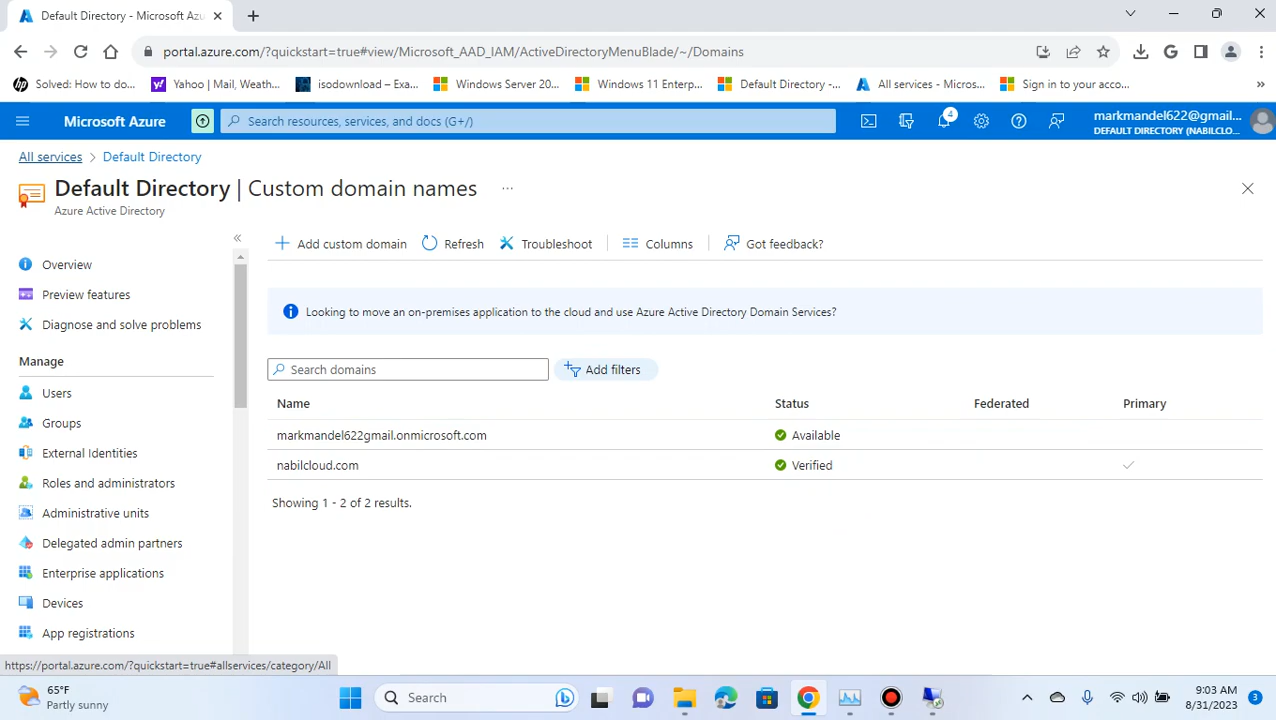 Default Directory - Microsoft Azu
portal.azure.com/?quickstart=true#view/Microsoft_AAD_IAM/ActiveDirectoryMenuBlade/~/Domains
Solved: How to do...
Yahoo | Mail, Weath...
isodownload – Exa...
Windows Server 20...
Windows 11 Enterp...
Default Directory -...
All services - Micros...
Sign in to your acco...
»
Microsoft Azure
Search resources, services, and docs (G+/)
4
markmandel622@gmail....
DEFAULT DIRECTORY (NABILCLO...
All services > Default Directory
Default Directory | Custom domain names ...
Azure Active Directory
«
Add custom domain
Refresh
Troubleshoot
Columns
Got feedback?
Overview
Preview features
Diagnose and solve problems
Manage
Users
Groups
External Identities
Roles and administrators
Administrative units
Delegated admin partners
Enterprise applications
Devices
App registrations
Looking to move an on-premises application to the cloud and use Azure Active Directory Domain Services?
Search domains
Add filters
Name Status Federated Primary
markmandel622gmail.onmicrosoft.com Available
nabilcloud.com Verified
Showing 1 - 2 of 2 results.
https://portal.azure.com/?quickstart=true#allservices/category/All
65°F
Partly sunny
Search
9:03 AM
8/31/2023
3